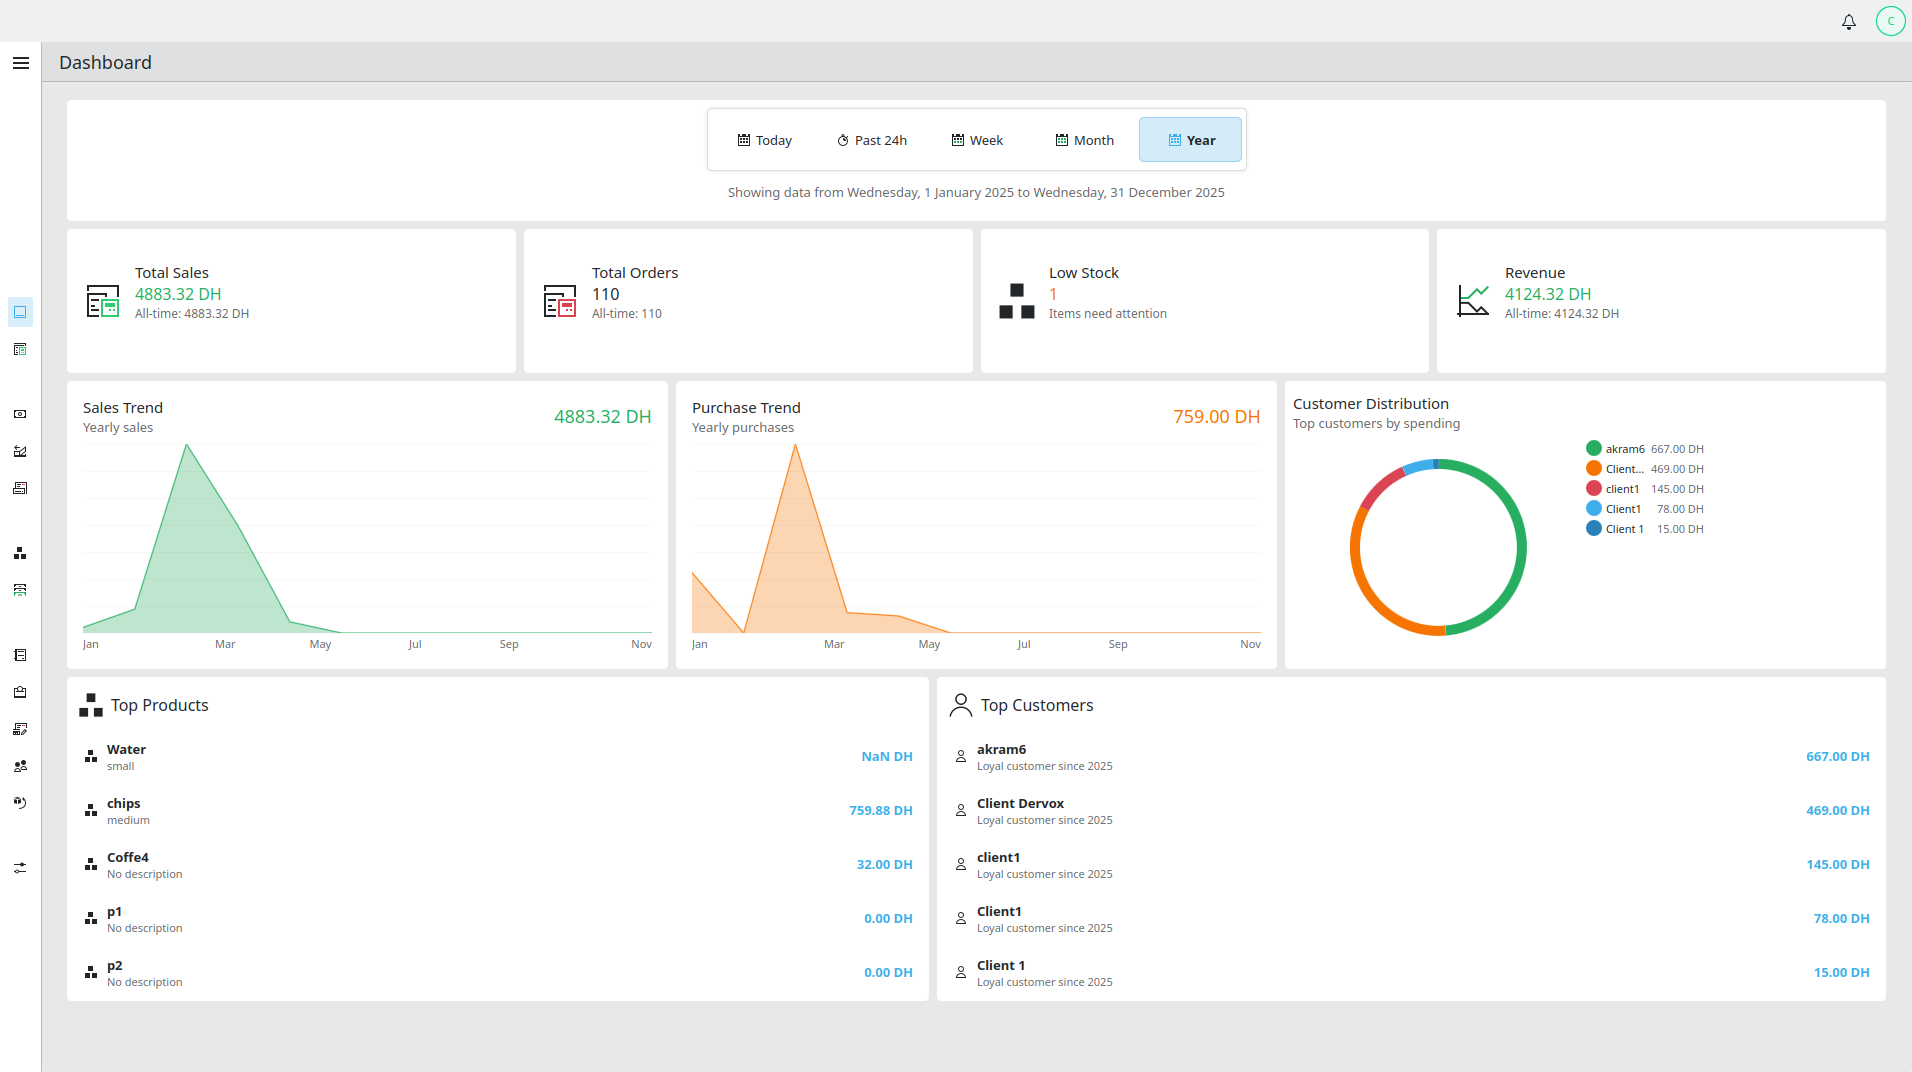 C
Dashboard
Today
Past 24h
Week
Month
Year
Showing data from Wednesday, 1 January 2025 to Wednesday, 31 December 2025
Total Sales
4883.32 DH
All-time: 4883.32 DH
Total Orders
110
All-time: 110
Low Stock
1
Items need attention
Revenue
4124.32 DH
All-time: 4124.32 DH
Sales Trend
Yearly sales
4883.32 DH
Jan Mar May Jul Sep Nov
Purchase Trend
Yearly purchases
759.00 DH
Jan Mar May Jul Sep Nov
Customer Distribution
Top customers by spending
akram6 667.00 DH
Client... 469.00 DH
client1 145.00 DH
Client1 78.00 DH
Client 1 15.00 DH
Top Products
Water
small
NaN DH
chips
medium
759.88 DH
Coffe4
No description
32.00 DH
p1
No description
0.00 DH
p2
No description
0.00 DH
Top Customers
akram6
Loyal customer since 2025
667.00 DH
Client Dervox
Loyal customer since 2025
469.00 DH
client1
Loyal customer since 2025
145.00 DH
Client1
Loyal customer since 2025
78.00 DH
Client 1
Loyal customer since 2025
15.00 DH